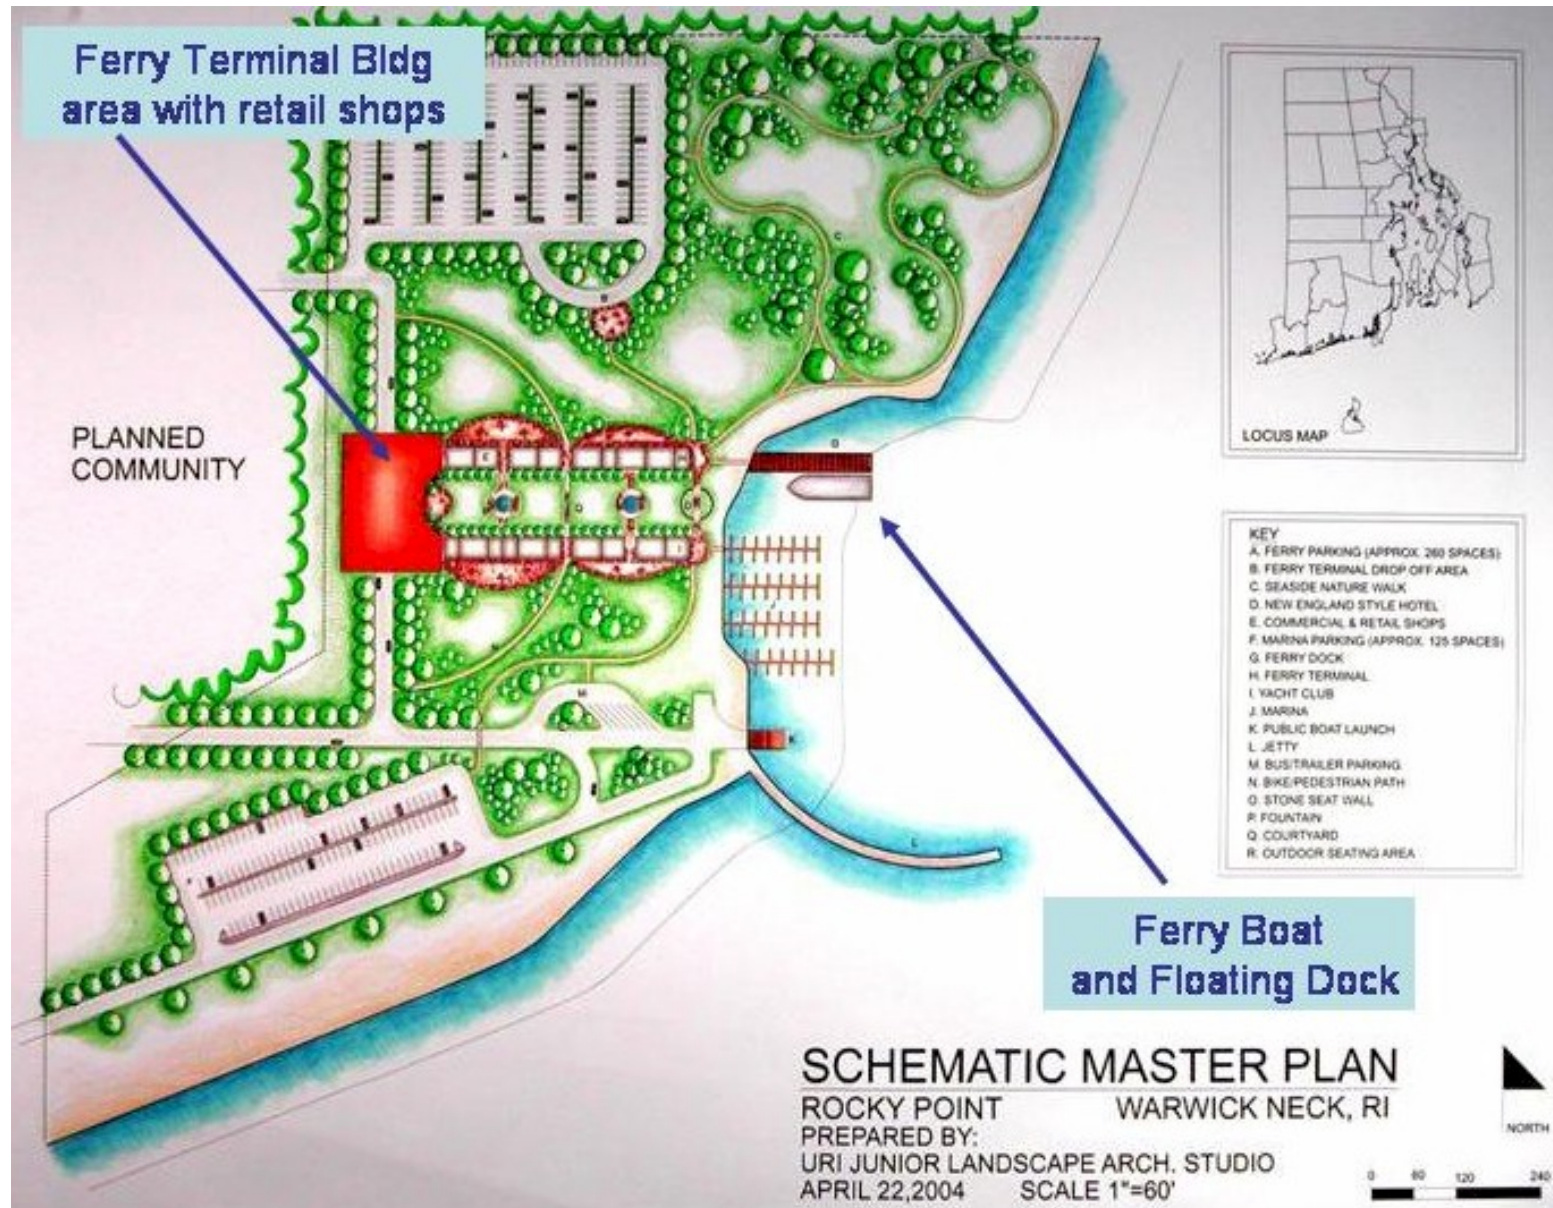 Ferry Terminal Bldg
area with retail shops
PLANNED
COMMUNITY
LOCUS MAP
KEY
A. FERRY PARKING (APPROX. 260 SPACES)
B. FERRY TERMINAL DROP OFF AREA
C. SEASIDE NATURE WALK
D. NEW ENGLAND STYLE HOTEL
E. COMMERCIAL & RETAIL SHOPS
F. MARINA PARKING (APPROX. 125 SPACES)
G. FERRY DOCK
H. FERRY TERMINAL
I. YACHT CLUB
J. MARINA
K. PUBLIC BOAT LAUNCH
L. JETTY
M. BUS/TRAILER PARKING
N. BIKE/PEDESTRIAN PATH
O. STONE SEAT WALL
P. FOUNTAIN
Q. COURTYARD
R. OUTDOOR SEATING AREA
Ferry Boat
and Floating Dock
SCHEMATIC MASTER PLAN
ROCKY POINT WARWICK NECK, RI
PREPARED BY:
URI JUNIOR LANDSCAPE ARCH. STUDIO
APRIL 22,2004 SCALE 1"=60'
NORTH
0 60 120 240